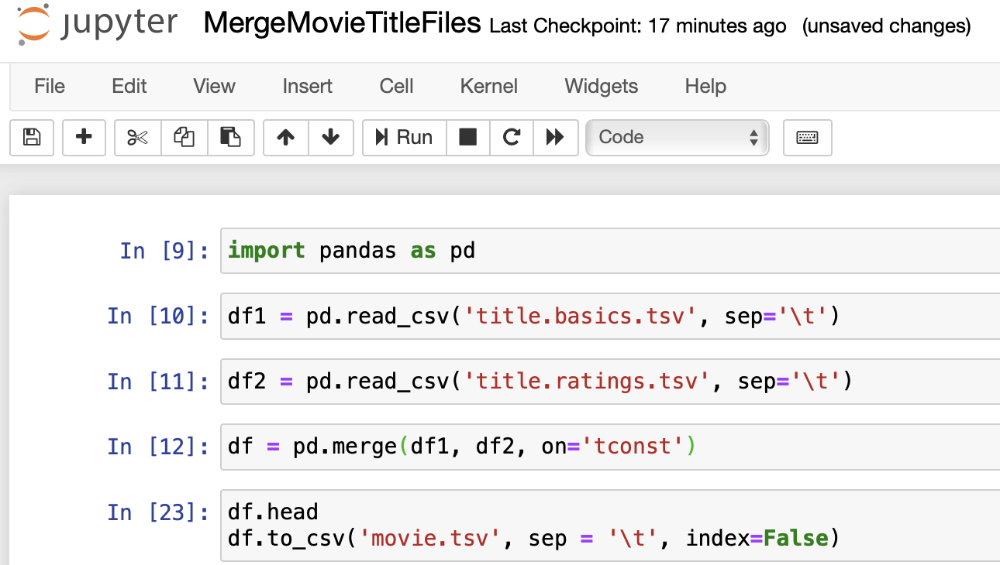 jupyter MergeMovieTitleFiles Last Checkpoint: 17 minutes ago (unsaved changes)
File Edit View Insert Cell Kernel Widgets Help
Run Code
In [9]: import pandas as pd
In [10]: df1 = pd.read_csv('title.basics.tsv', sep='\t')
In [11]: df2 = pd.read_csv('title.ratings.tsv', sep='\t')
In [12]: df = pd.merge(df1, df2, on='tconst')
In [23]: df.head
df.to_csv('movie.tsv', sep = '\t', index=False)